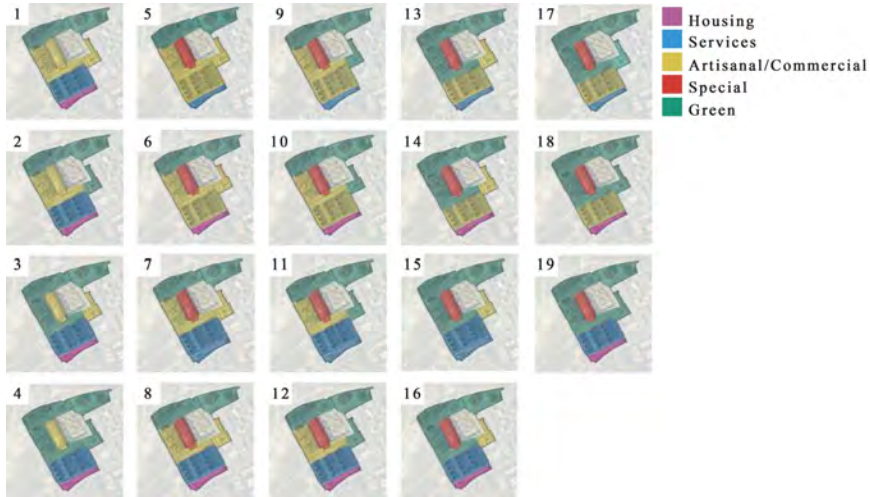 1 5 9 13 17
Housing
Services
Artisanal/Commercial
Special
Green
2 6 10 14 18
3 7 11 15 19
4 8 12 16